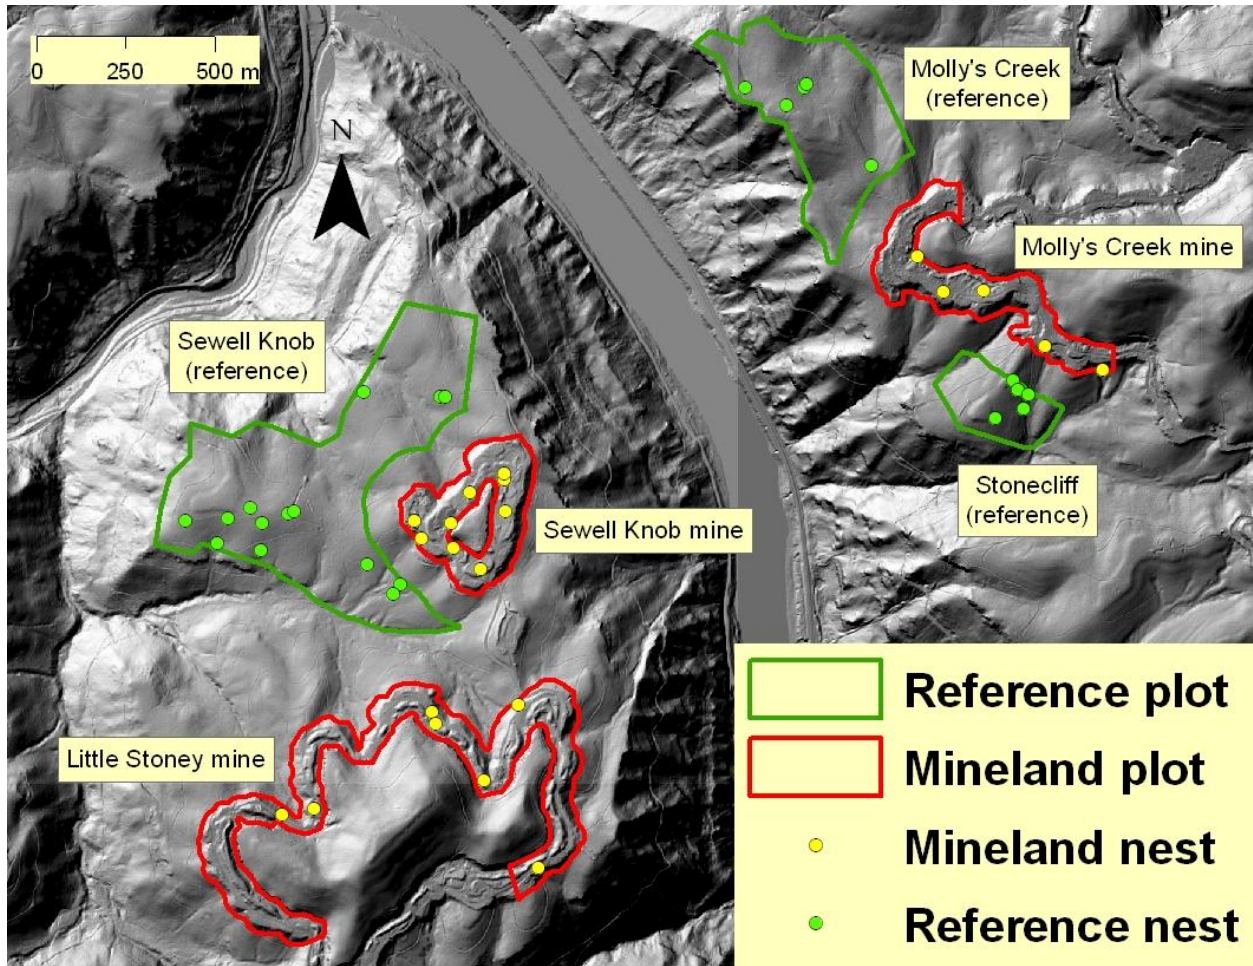 0 250 500 m
N
Molly's Creek
(reference)
Molly's Creek mine
Sewell Knob
(reference)
Stonecliff
(reference)
Sewell Knob mine
Little Stoney mine
Reference plot
Mineland plot
Mineland nest
Reference nest